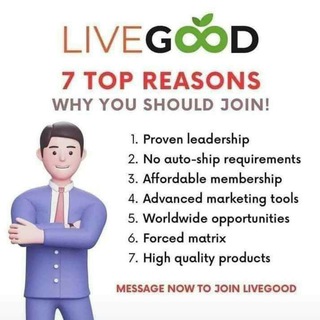 LIVEGOOD
7 TOP REASONS
WHY YOU SHOULD JOIN!
1. Proven leadership
2. No auto-ship requirements
3. Affordable membership
4. Advanced marketing tools
5. Worldwide opportunities
6. Forced matrix
7. High quality products
MESSAGE NOW TO JOIN LIVEGOOD